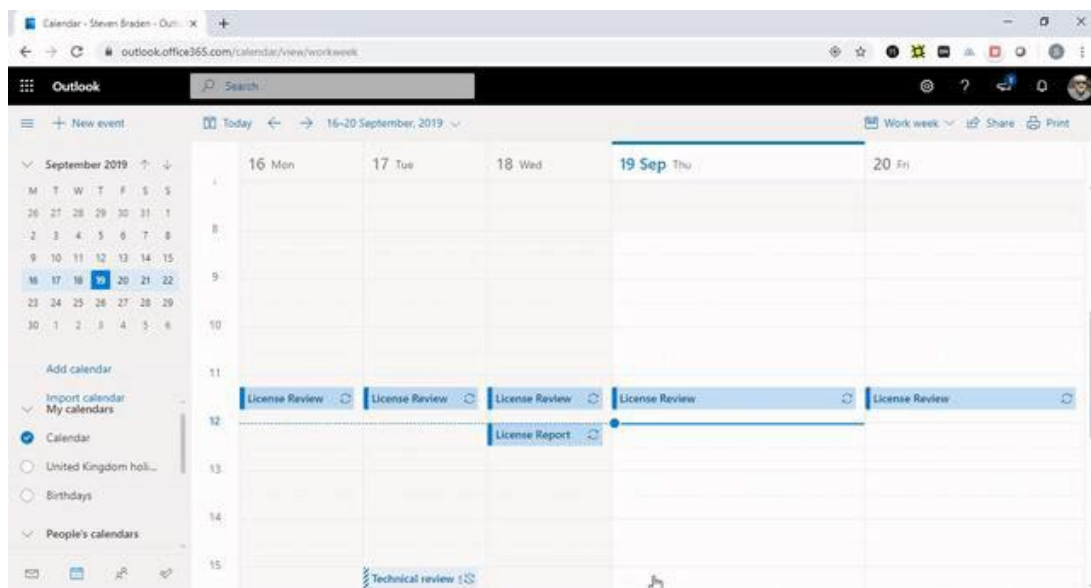 Calendar - Steven Braden - Out
outlook.office365.com/calendar/view/workweek
Outlook
Search
New event
Today
16–20 September, 2019
Work week
Share
Print
September 2019
M T W T F S S
26 27 28 29 30 31 1
2 3 4 5 6 7 8
9 10 11 12 13 14 15
16 17 18 19 20 21 22
23 24 25 26 27 28 29
30 1 2 3 4 5 6
Add calendar
Import calendar
My calendars
Calendar
United Kingdom holi...
Birthdays
People's calendars
16 Mon
17 Tue
18 Wed
19 Sep Thu
20 Fri
8
9
10
11
License Review
License Review
License Review
License Review
License Review
12
License Report
13
14
15
Technical review